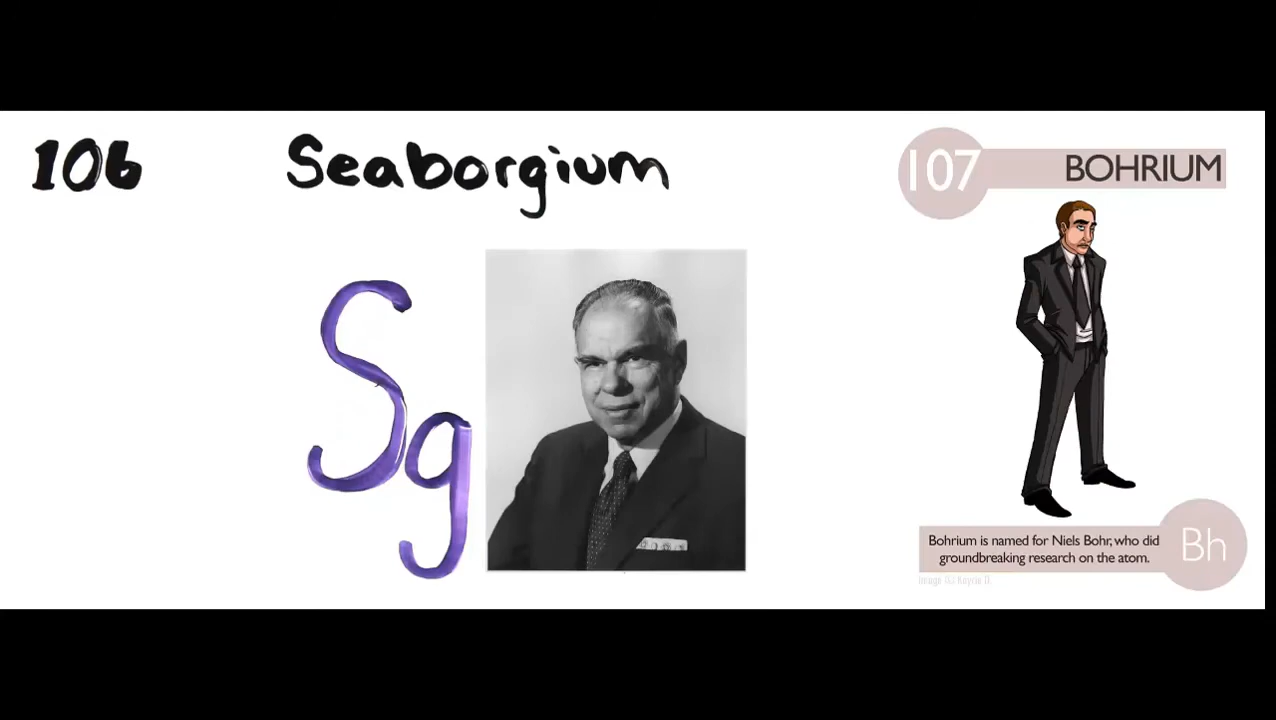 106
Seaborgium
Sg
107
BOHRIUM
Bohrium is named for Niels Bohr, who did
groundbreaking research on the atom.
Bh